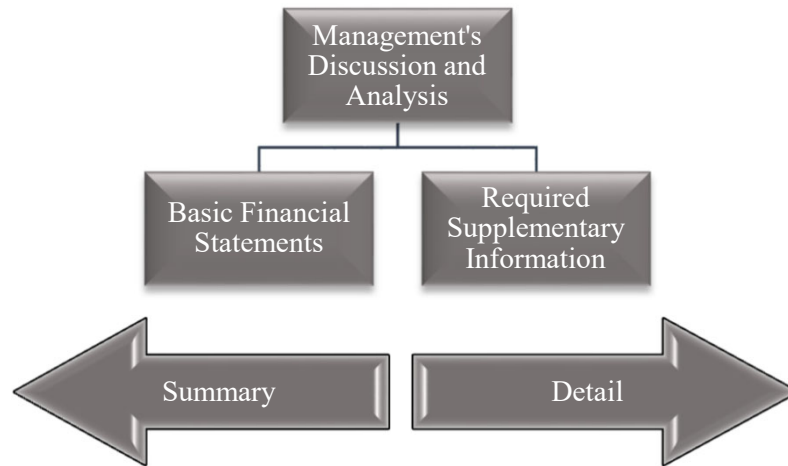 Management's
Discussion and
Analysis
Basic Financial
Statements
Required
Supplementary
Information
Summary
Detail